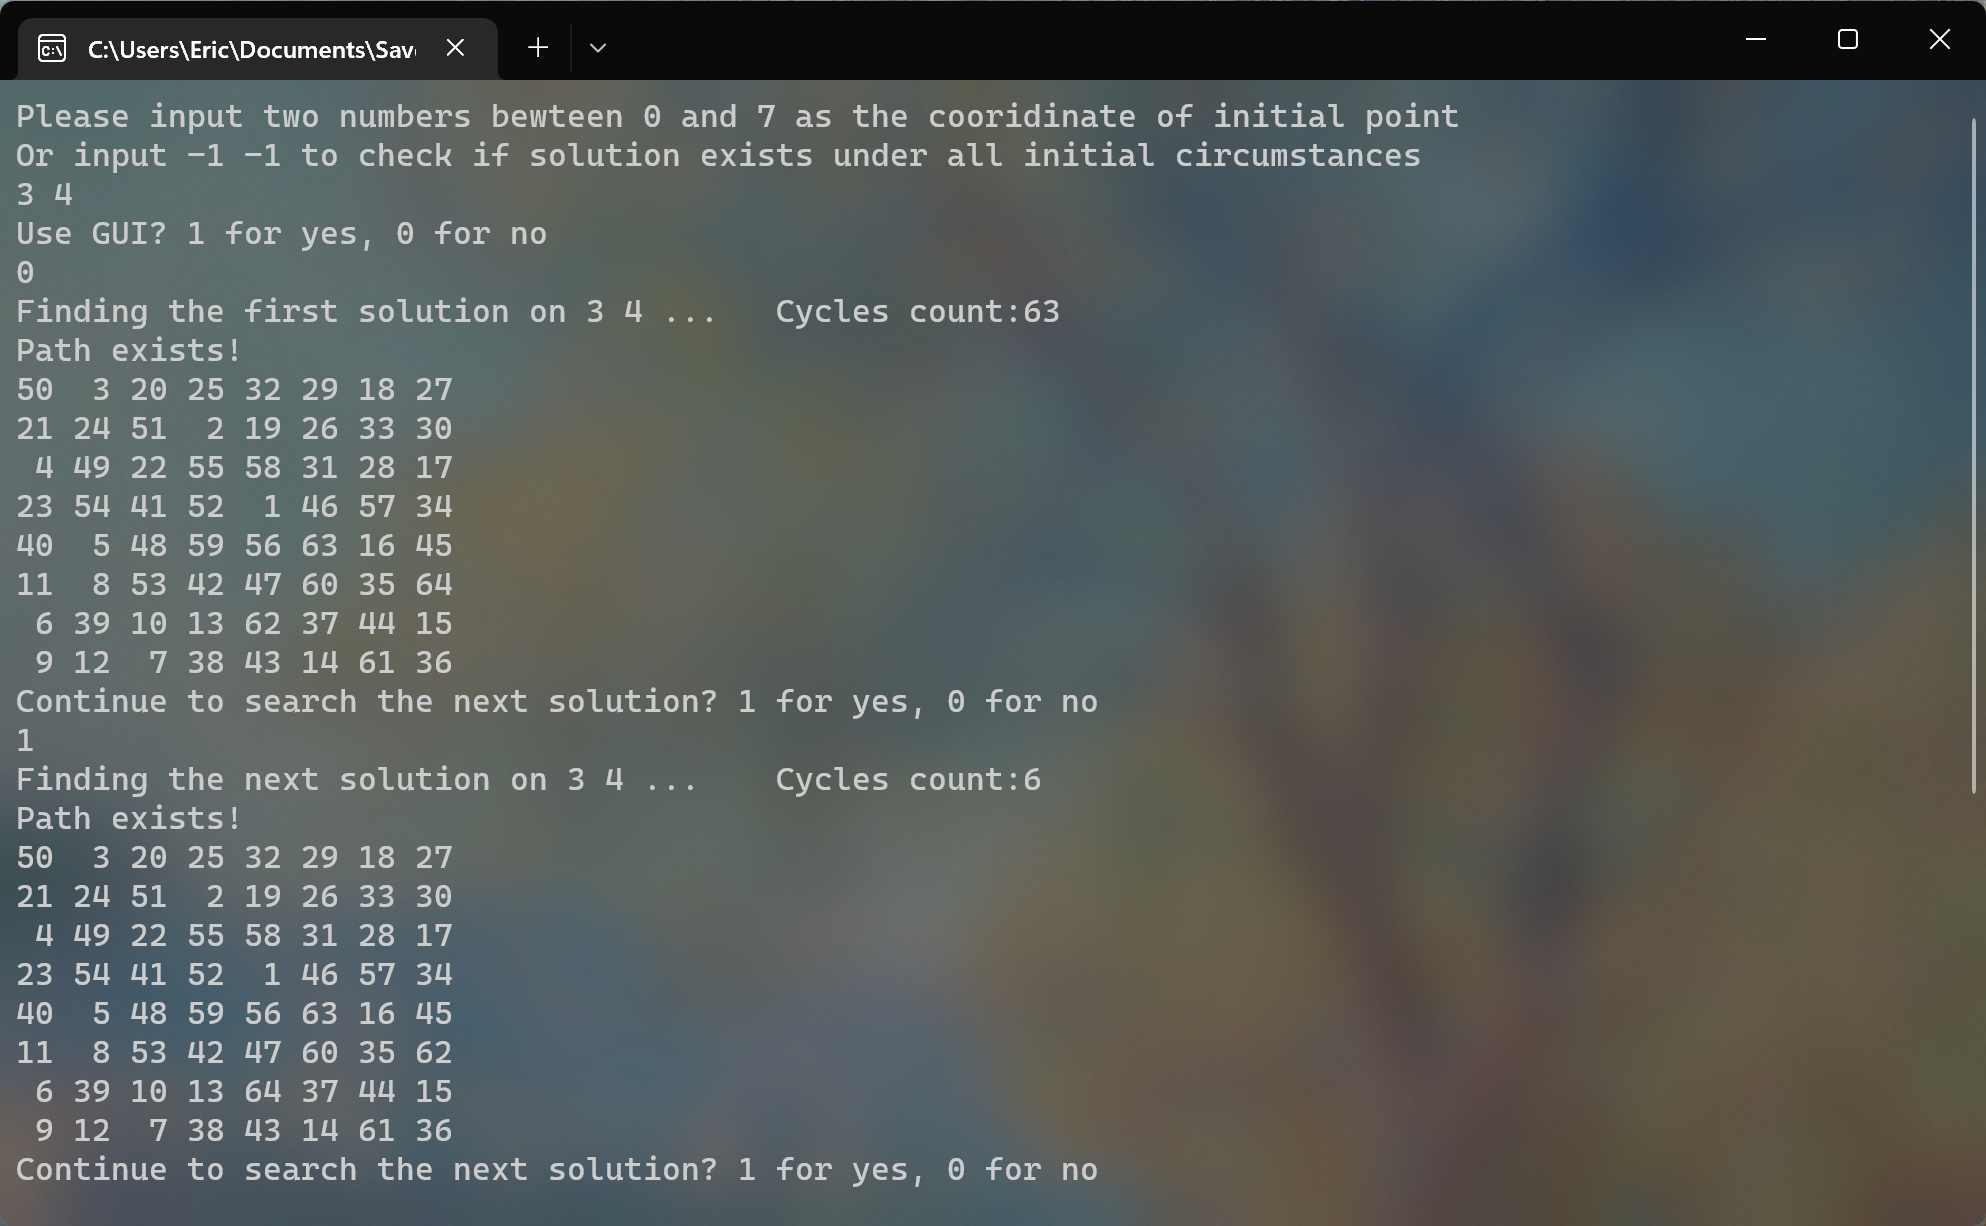 C:\Users\Eric\Documents\Sav
Please input two numbers bewteen 0 and 7 as the cooridinate of initial point
Or input -1 -1 to check if solution exists under all initial circumstances
3 4
Use GUI? 1 for yes, 0 for no
0
Finding the first solution on 3 4 ...   Cycles count:63
Path exists!
50  3 20 25 32 29 18 27
21 24 51  2 19 26 33 30
 4 49 22 55 58 31 28 17
23 54 41 52  1 46 57 34
40  5 48 59 56 63 16 45
11  8 53 42 47 60 35 64
 6 39 10 13 62 37 44 15
 9 12  7 38 43 14 61 36
Continue to search the next solution? 1 for yes, 0 for no
1
Finding the next solution on 3 4 ...    Cycles count:6
Path exists!
50  3 20 25 32 29 18 27
21 24 51  2 19 26 33 30
 4 49 22 55 58 31 28 17
23 54 41 52  1 46 57 34
40  5 48 59 56 63 16 45
11  8 53 42 47 60 35 62
 6 39 10 13 64 37 44 15
 9 12  7 38 43 14 61 36
Continue to search the next solution? 1 for yes, 0 for no